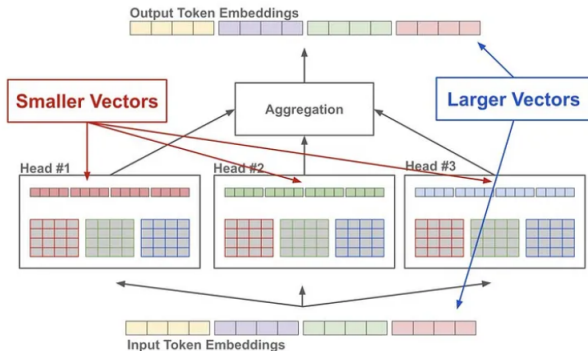 Output Token Embeddings
Smaller Vectors
Aggregation
Larger Vectors
Head #1
Head #2
Head #3
Input Token Embeddings